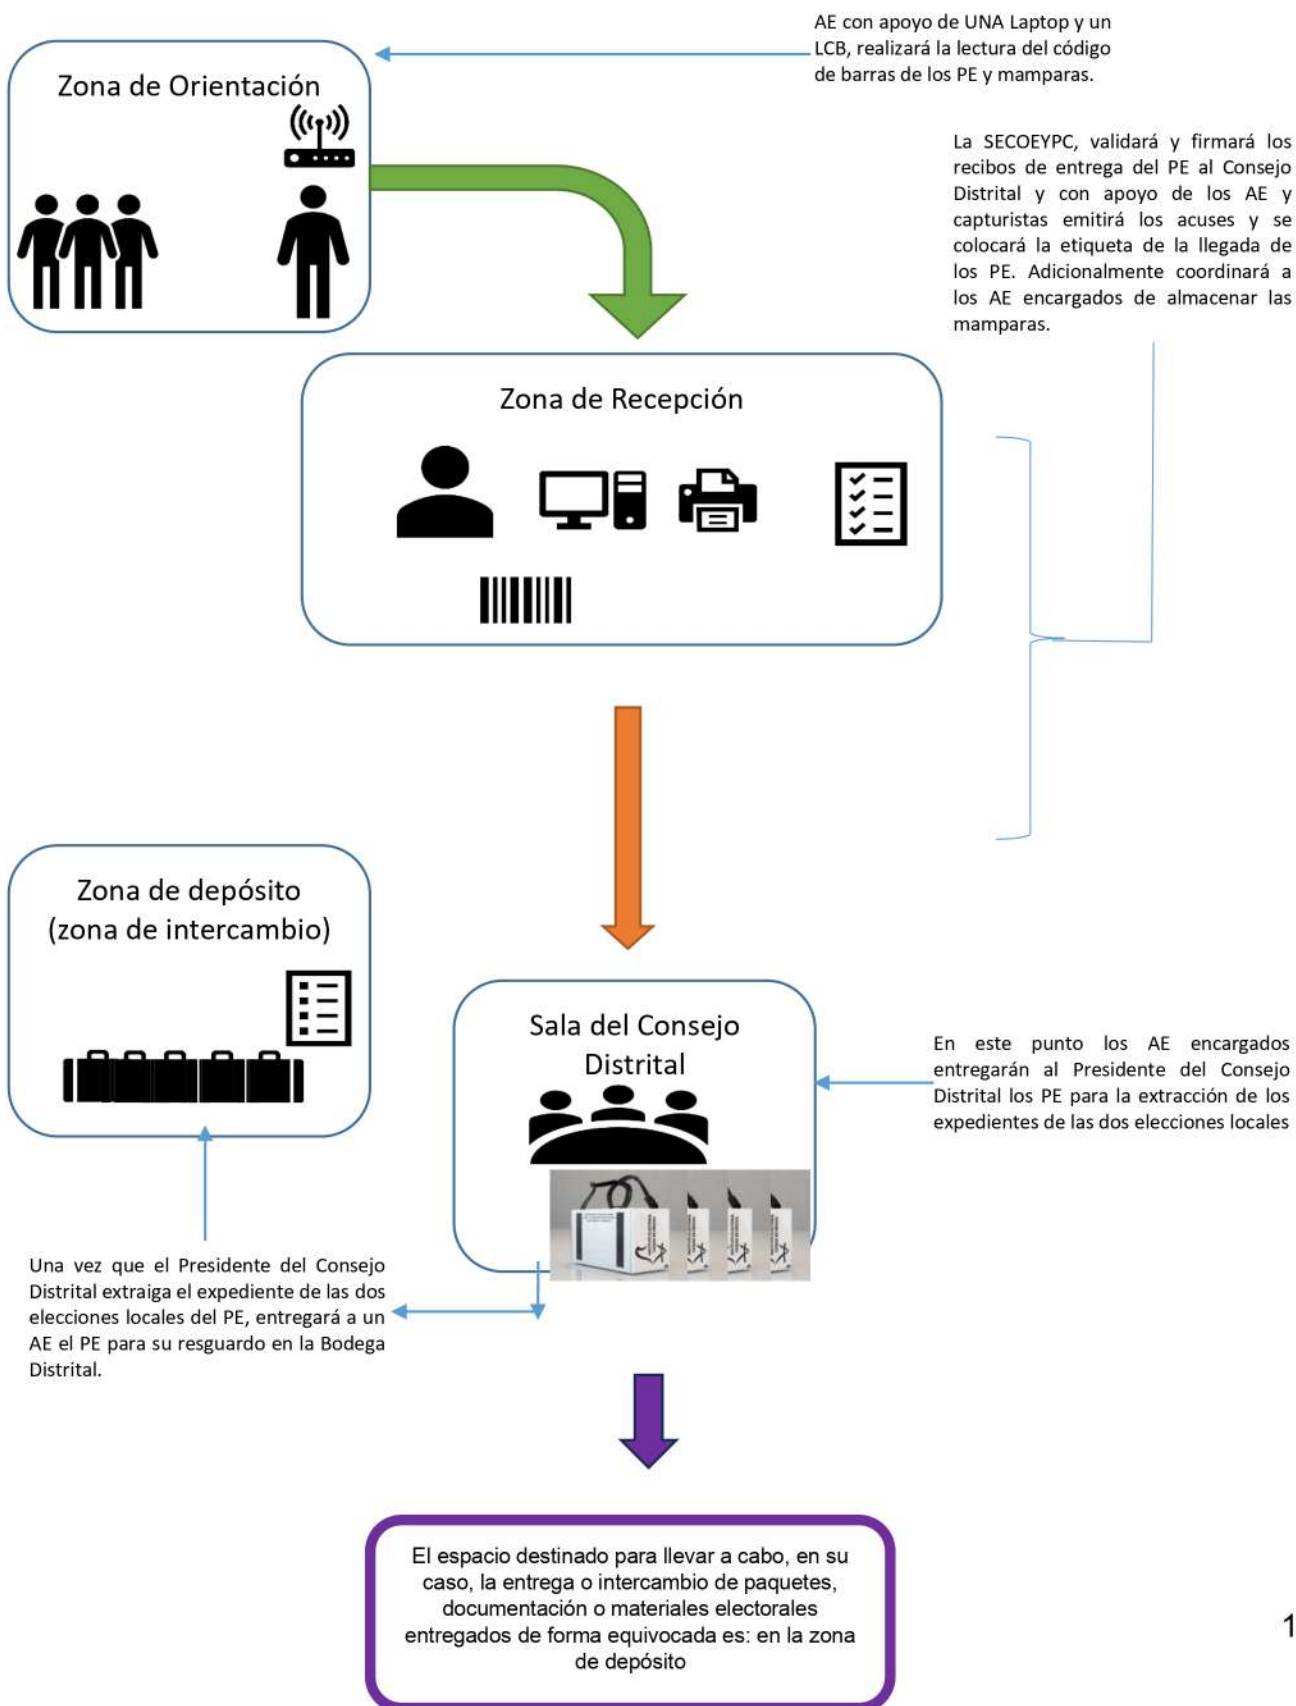 AE con apoyo de UNA Laptop y un
LCB, realizará la lectura del código
de barras de los PE y mamparas.
Zona de Orientación
La SECOEYPC, validará y firmará los
recibos de entrega del PE al Consejo
Distrital y con apoyo de los AE y
capturistas emitirá los acuses y se
colocará la etiqueta de la llegada de
los PE. Adicionalmente coordinará a
los AE encargados de almacenar las
mamparas.
Zona de Recepción
Zona de depósito
(zona de intercambio)
Sala del Consejo
Distrital
En este punto los AE encargados
entregarán al Presidente del Consejo
Distrital los PE para la extracción de los
expedientes de las dos elecciones locales
Una vez que el Presidente del Consejo
Distrital extraiga el expediente de las dos
elecciones locales del PE, entregará a un
AE el PE para su resguardo en la Bodega
Distrital.
El espacio destinado para llevar a cabo, en su
caso, la entrega o intercambio de paquetes,
documentación o materiales electorales
entregados de forma equivocada es: en la zona
de depósito
1